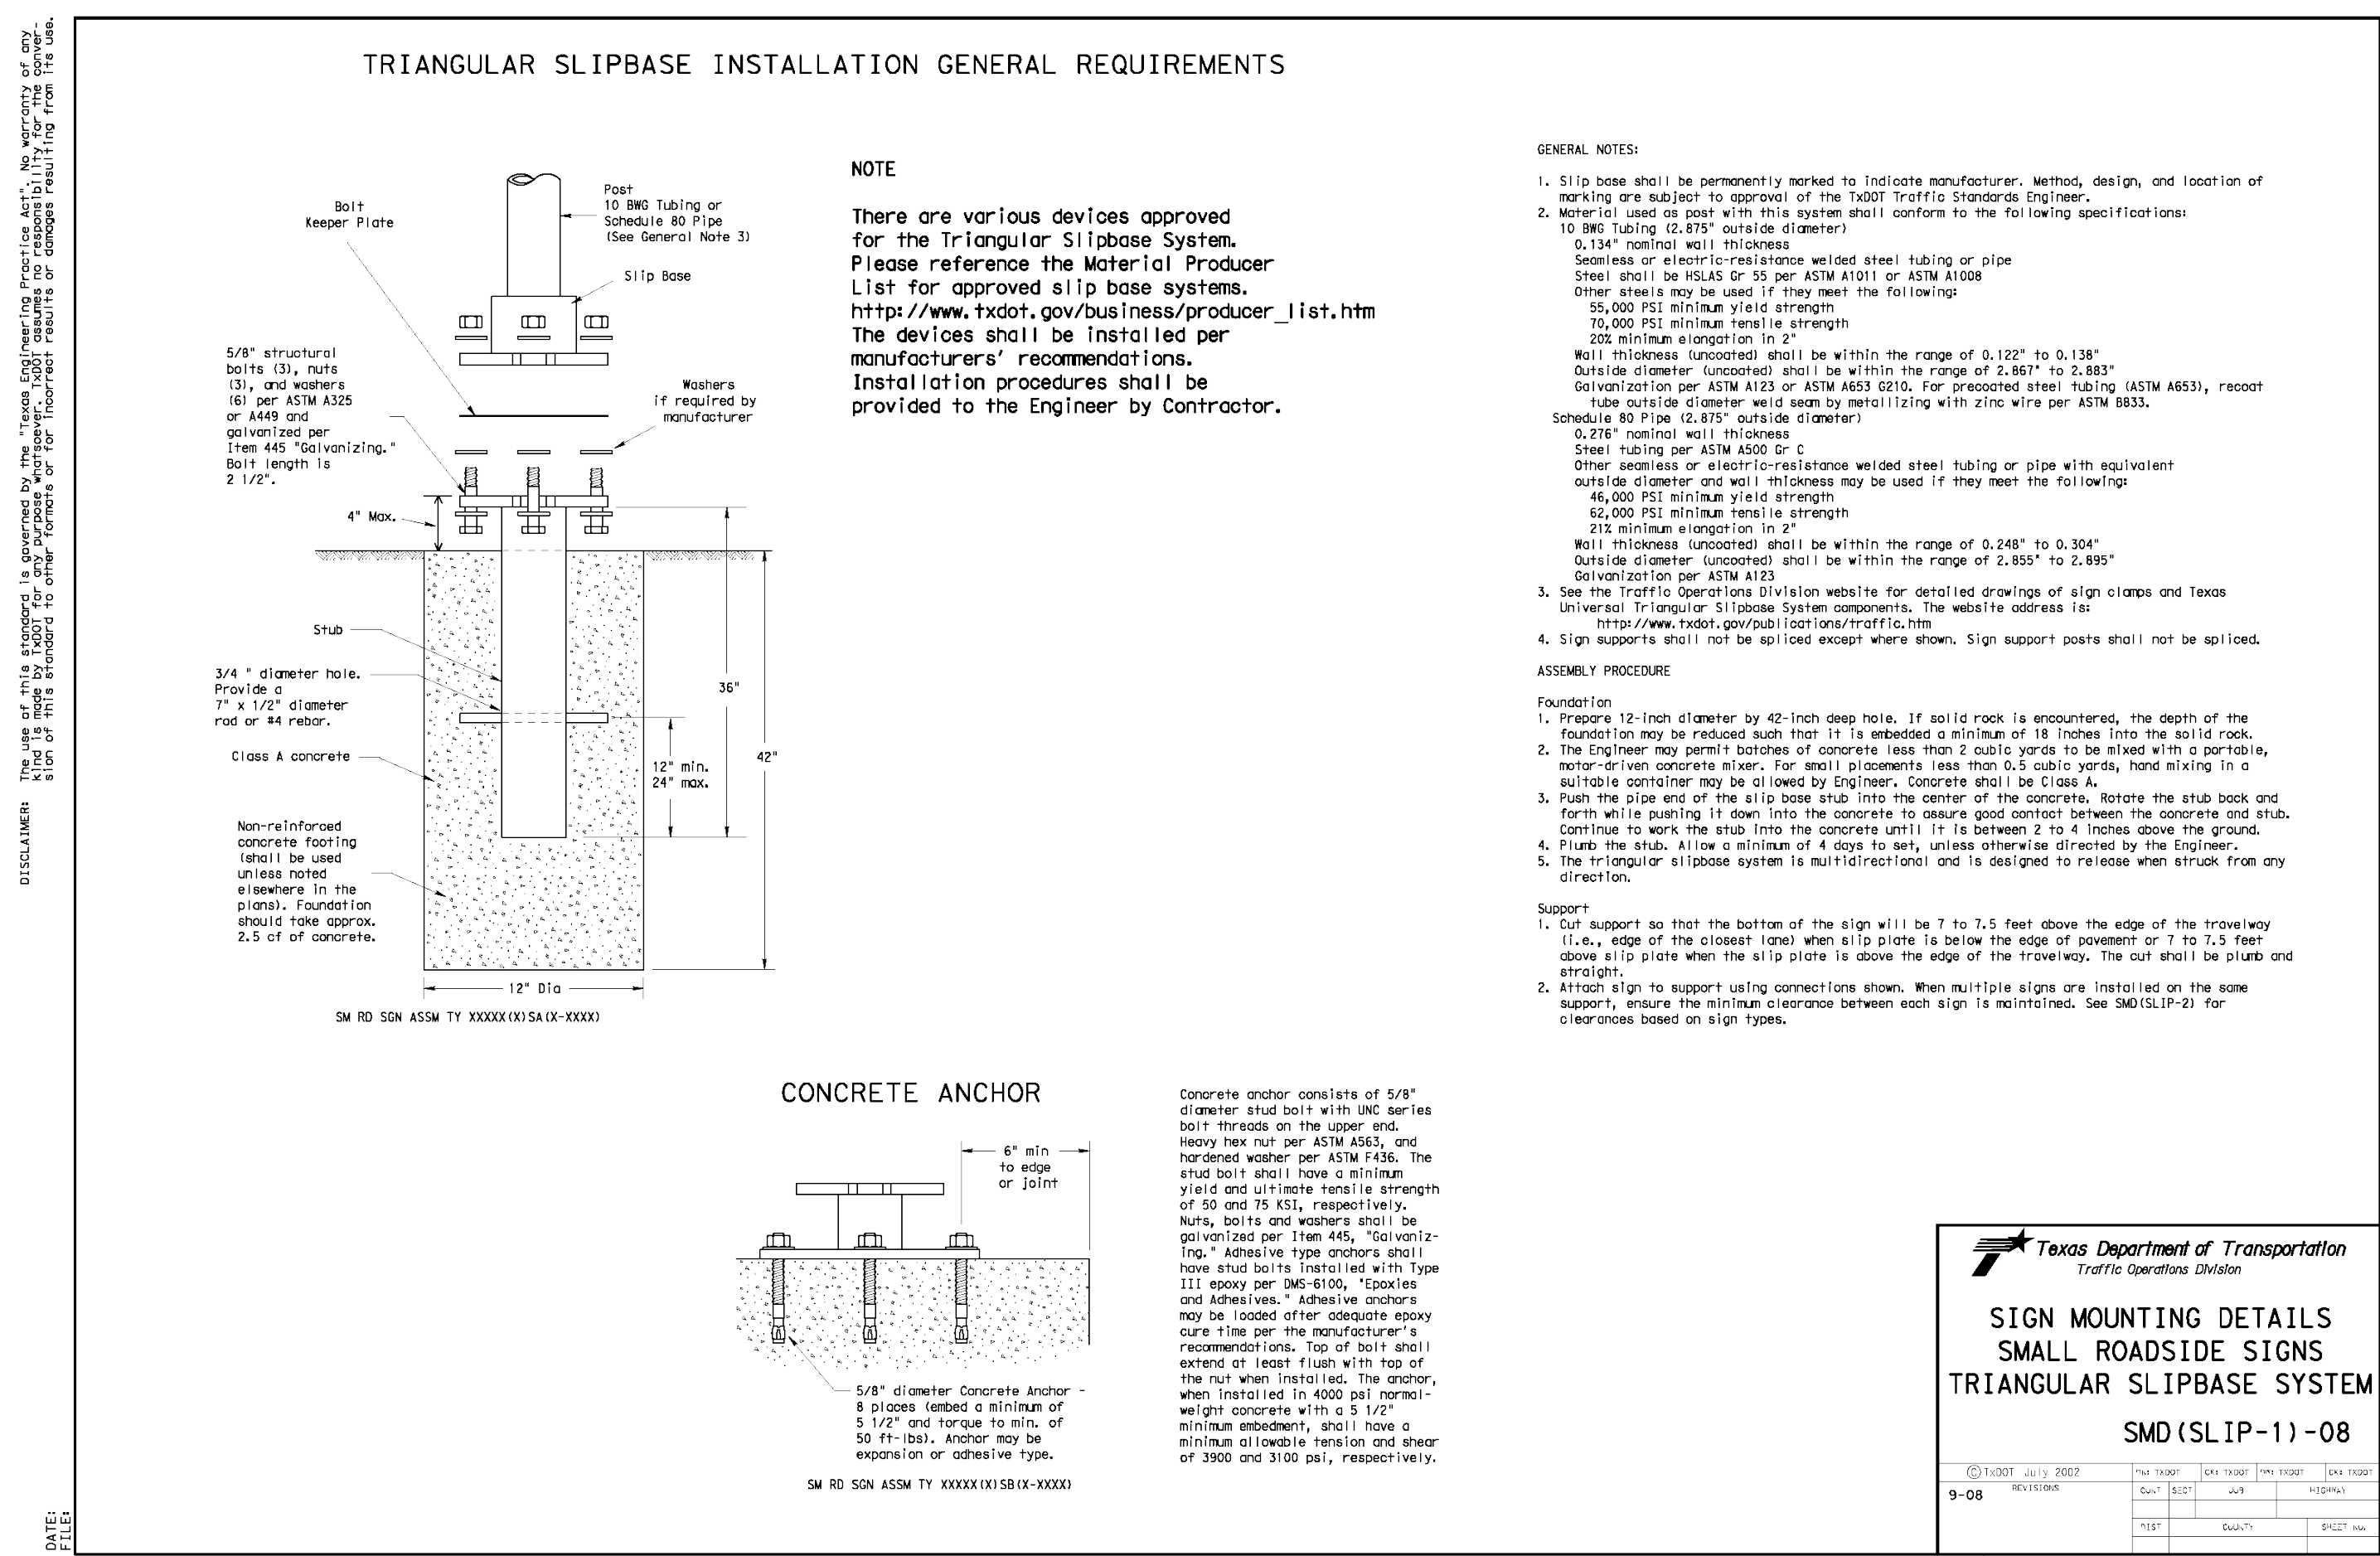 DISCLAIMER: The use of this standard is governed by the "Texas Engineering Practice Act". No warranty of any
kind is made by TxDOT for any purpose whatsoever. TxDOT assumes no responsibility for the conver-
sion of this standard to other formats or for incorrect results or damages resulting from its use.
DATE:
FILE:
TRIANGULAR SLIPBASE INSTALLATION GENERAL REQUIREMENTS
Bolt
Keeper Plate
Post
10 BWG Tubing or
Schedule 80 Pipe
(See General Note 3)
Slip Base
5/8" structural
bolts (3), nuts
(3), and washers
(6) per ASTM A325
or A449 and
galvanized per
Item 445 "Galvanizing."
Bolt length is
2 1/2".
Washers
if required by
manufacturer
4" Max.
Stub
3/4 " diameter hole.
Provide a
7" x 1/2" diameter
rod or #4 rebar.
36"
Class A concrete
12" min.
24" max.
42"
Non-reinforced
concrete footing
(shall be used
unless noted
elsewhere in the
plans). Foundation
should take approx.
2.5 cf of concrete.
12" Dia
SM RD SGN ASSM TY XXXXX(X)SA(X-XXXX)
NOTE
There are various devices approved
for the Triangular Slipbase System.
Please reference the Material Producer
List for approved slip base systems.
http://www.txdot.gov/business/producer_list.htm
The devices shall be installed per
manufacturers' recommendations.
Installation procedures shall be
provided to the Engineer by Contractor.
GENERAL NOTES:
1. Slip base shall be permanently marked to indicate manufacturer. Method, design, and location of
marking are subject to approval of the TxDOT Traffic Standards Engineer.
2. Material used as post with this system shall conform to the following specifications:
10 BWG Tubing (2.875" outside diameter)
0.134" nominal wall thickness
Seamless or electric-resistance welded steel tubing or pipe
Steel shall be HSLAS Gr 55 per ASTM A1011 or ASTM A1008
Other steels may be used if they meet the following:
55,000 PSI minimum yield strength
70,000 PSI minimum tensile strength
20% minimum elongation in 2"
Wall thickness (uncoated) shall be within the range of 0.122" to 0.138"
Outside diameter (uncoated) shall be within the range of 2.867" to 2.883"
Galvanization per ASTM A123 or ASTM A653 G210. For precoated steel tubing (ASTM A653), recoat
tube outside diameter weld seam by metallizing with zinc wire per ASTM B833.
Schedule 80 Pipe (2.875" outside diameter)
0.276" nominal wall thickness
Steel tubing per ASTM A500 Gr C
Other seamless or electric-resistance welded steel tubing or pipe with equivalent
outside diameter and wall thickness may be used if they meet the following:
46,000 PSI minimum yield strength
62,000 PSI minimum tensile strength
21% minimum elongation in 2"
Wall thickness (uncoated) shall be within the range of 0.248" to 0.304"
Outside diameter (uncoated) shall be within the range of 2.855" to 2.895"
Galvanization per ASTM A123
3. See the Traffic Operations Division website for detailed drawings of sign clamps and Texas
Universal Triangular Slipbase System components. The website address is:
http://www.txdot.gov/publications/traffic.htm
4. Sign supports shall not be spliced except where shown. Sign support posts shall not be spliced.
ASSEMBLY PROCEDURE
Foundation
1. Prepare 12-inch diameter by 42-inch deep hole. If solid rock is encountered, the depth of the
foundation may be reduced such that it is embedded a minimum of 18 inches into the solid rock.
2. The Engineer may permit batches of concrete less than 2 cubic yards to be mixed with a portable,
motor-driven concrete mixer. For small placements less than 0.5 cubic yards, hand mixing in a
suitable container may be allowed by Engineer. Concrete shall be Class A.
3. Push the pipe end of the slip base stub into the center of the concrete. Rotate the stub back and
forth while pushing it down into the concrete to assure good contact between the concrete and stub.
Continue to work the stub into the concrete until it is between 2 to 4 inches above the ground.
4. Plumb the stub. Allow a minimum of 4 days to set, unless otherwise directed by the Engineer.
5. The triangular slipbase system is multidirectional and is designed to release when struck from any
direction.
Support
1. Cut support so that the bottom of the sign will be 7 to 7.5 feet above the edge of the travelway
(i.e., edge of the closest lane) when slip plate is below the edge of pavement or 7 to 7.5 feet
above slip plate when the slip plate is above the edge of the travelway. The cut shall be plumb and
straight.
2. Attach sign to support using connections shown. When multiple signs are installed on the same
support, ensure the minimum clearance between each sign is maintained. See SMD(SLIP-2) for
clearances based on sign types.
CONCRETE ANCHOR
6" min
to edge
or joint
5/8" diameter Concrete Anchor -
8 places (embed a minimum of
5 1/2" and torque to min. of
50 ft-lbs). Anchor may be
expansion or adhesive type.
SM RD SGN ASSM TY XXXXX(X)SB(X-XXXX)
Concrete anchor consists of 5/8"
diameter stud bolt with UNC series
bolt threads on the upper end.
Heavy hex nut per ASTM A563, and
hardened washer per ASTM F436. The
stud bolt shall have a minimum
yield and ultimate tensile strength
of 50 and 75 KSI, respectively.
Nuts, bolts and washers shall be
galvanized per Item 445, "Galvaniz-
ing." Adhesive type anchors shall
have stud bolts installed with Type
III epoxy per DMS-6100, "Epoxies
and Adhesives." Adhesive anchors
may be loaded after adequate epoxy
cure time per the manufacturer's
recommendations. Top of bolt shall
extend at least flush with top of
the nut when installed. The anchor,
when installed in 4000 psi normal-
weight concrete with a 5 1/2"
minimum embedment, shall have a
minimum allowable tension and shear
of 3900 and 3100 psi, respectively.
Texas Department of Transportation
Traffic Operations Division
SIGN MOUNTING DETAILS
SMALL ROADSIDE SIGNS
TRIANGULAR SLIPBASE SYSTEM
SMD(SLIP-1)-08
© TxDOT July 2002
DN: TXDOT
CK: TXDOT
DW: TXDOT
CK: TXDOT
9-08
REVISIONS
CONT
SECT
JOB
HIGHWAY
DIST
COUNTY
SHEET NO.